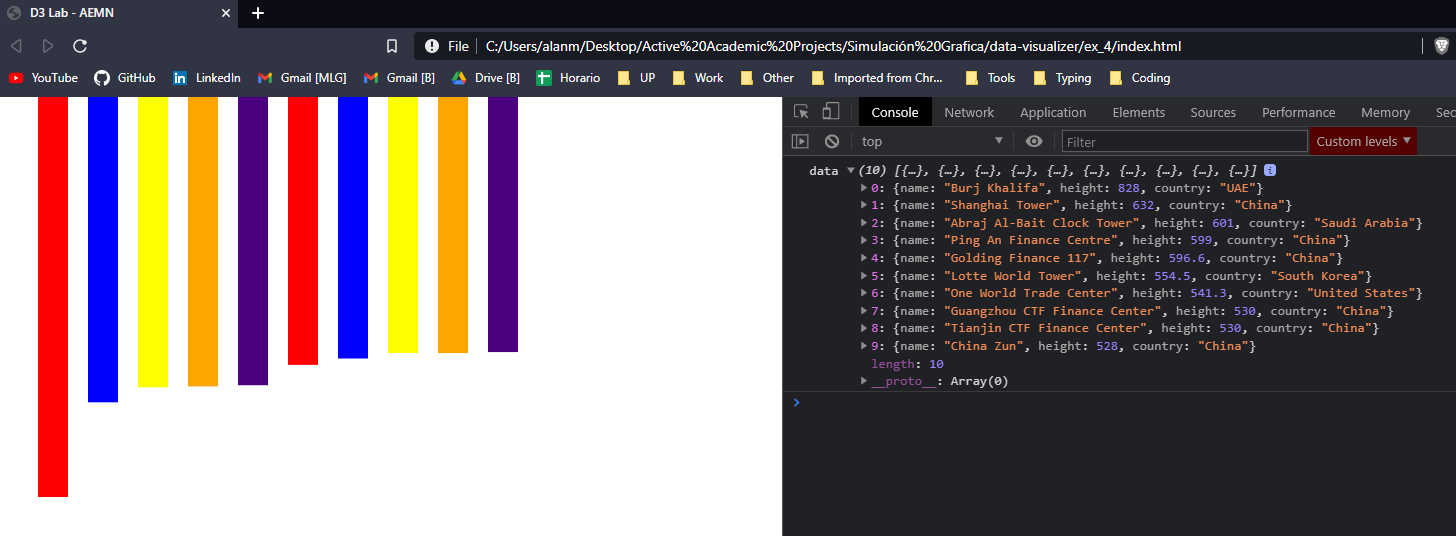 D3 Lab - AEMN
File C:/Users/alanm/Desktop/Active%20Academic%20Projects/Simulación%20Grafica/data-visualizer/ex_4/index.html
YouTube GitHub LinkedIn Gmail [MLG] Gmail [B] Drive [B] Horario UP Work Other Imported from Chr... Tools Typing Coding
Console Network Application Elements Sources Performance Memory Sec
top Filter Custom levels
data (10) [{…}, {…}, {…}, {…}, {…}, {…}, {…}, {…}, {…}, {…}]
0: {name: "Burj Khalifa", height: 828, country: "UAE"}
1: {name: "Shanghai Tower", height: 632, country: "China"}
2: {name: "Abraj Al-Bait Clock Tower", height: 601, country: "Saudi Arabia"}
3: {name: "Ping An Finance Centre", height: 599, country: "China"}
4: {name: "Golding Finance 117", height: 596.6, country: "China"}
5: {name: "Lotte World Tower", height: 554.5, country: "South Korea"}
6: {name: "One World Trade Center", height: 541.3, country: "United States"}
7: {name: "Guangzhou CTF Finance Center", height: 530, country: "China"}
8: {name: "Tianjin CTF Finance Center", height: 530, country: "China"}
9: {name: "China Zun", height: 528, country: "China"}
length: 10
__proto__: Array(0)